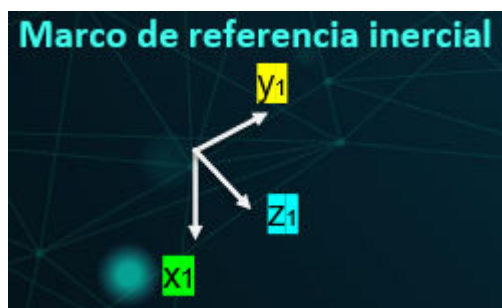 Marco de referencia inercial
y₁
z₁
x₁